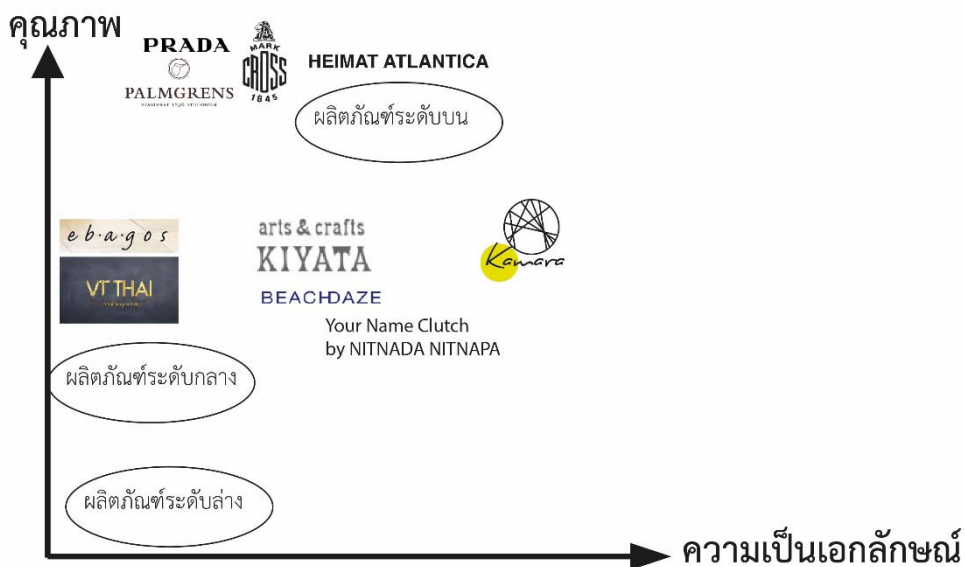 คุณภาพ
PRADA
PALMGRENS
MARK
CROSS
1845
HEIMAT ATLANTICA
ผลิตภัณฑ์ระดับบน
ebagos
VT THAI
arts & crafts
KIYATA
BEACHDAZE
Your Name Clutch
by NITNADA NITNAPA
Kamara
ผลิตภัณฑ์ระดับกลาง
ผลิตภัณฑ์ระดับล่าง
ความเป็นเอกลักษณ์